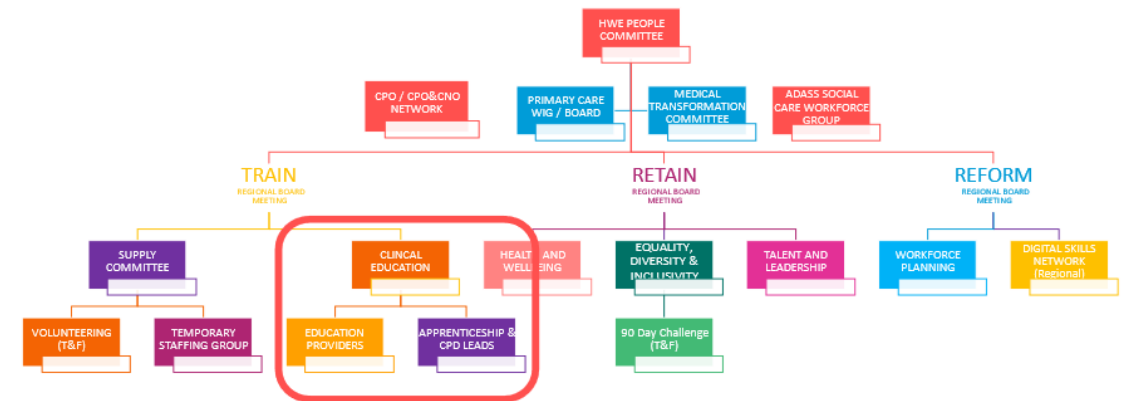 HWE PEOPLE
COMMITTEE
CPO / CPO&CNO
NETWORK
PRIMARY CARE
WIG / BOARD
MEDICAL
TRANSFORMATION
COMMITTEE
ADASS SOCIAL
CARE WORKFORCE
GROUP
TRAIN
REGIONAL BOARD
MEETING
RETAIN
REGIONAL BOARD
MEETING
REFORM
REGIONAL BOARD
MEETING
SUPPLY
COMMITTEE
CLINCAL
EDUCATION
HEALTH AND
WELLBEING
EQUALITY,
DIVERSITY &
INCLUSIVITY
TALENT AND
LEADERSHIP
WORKFORCE
PLANNING
DIGITAL SKILLS
NETWORK
(Regional)
VOLUNTEERING
(T&F)
TEMPORARY
STAFFING GROUP
EDUCATION
PROVIDERS
APPRENTICESHIP &
CPD LEADS
90 Day Challenge
(T&F)